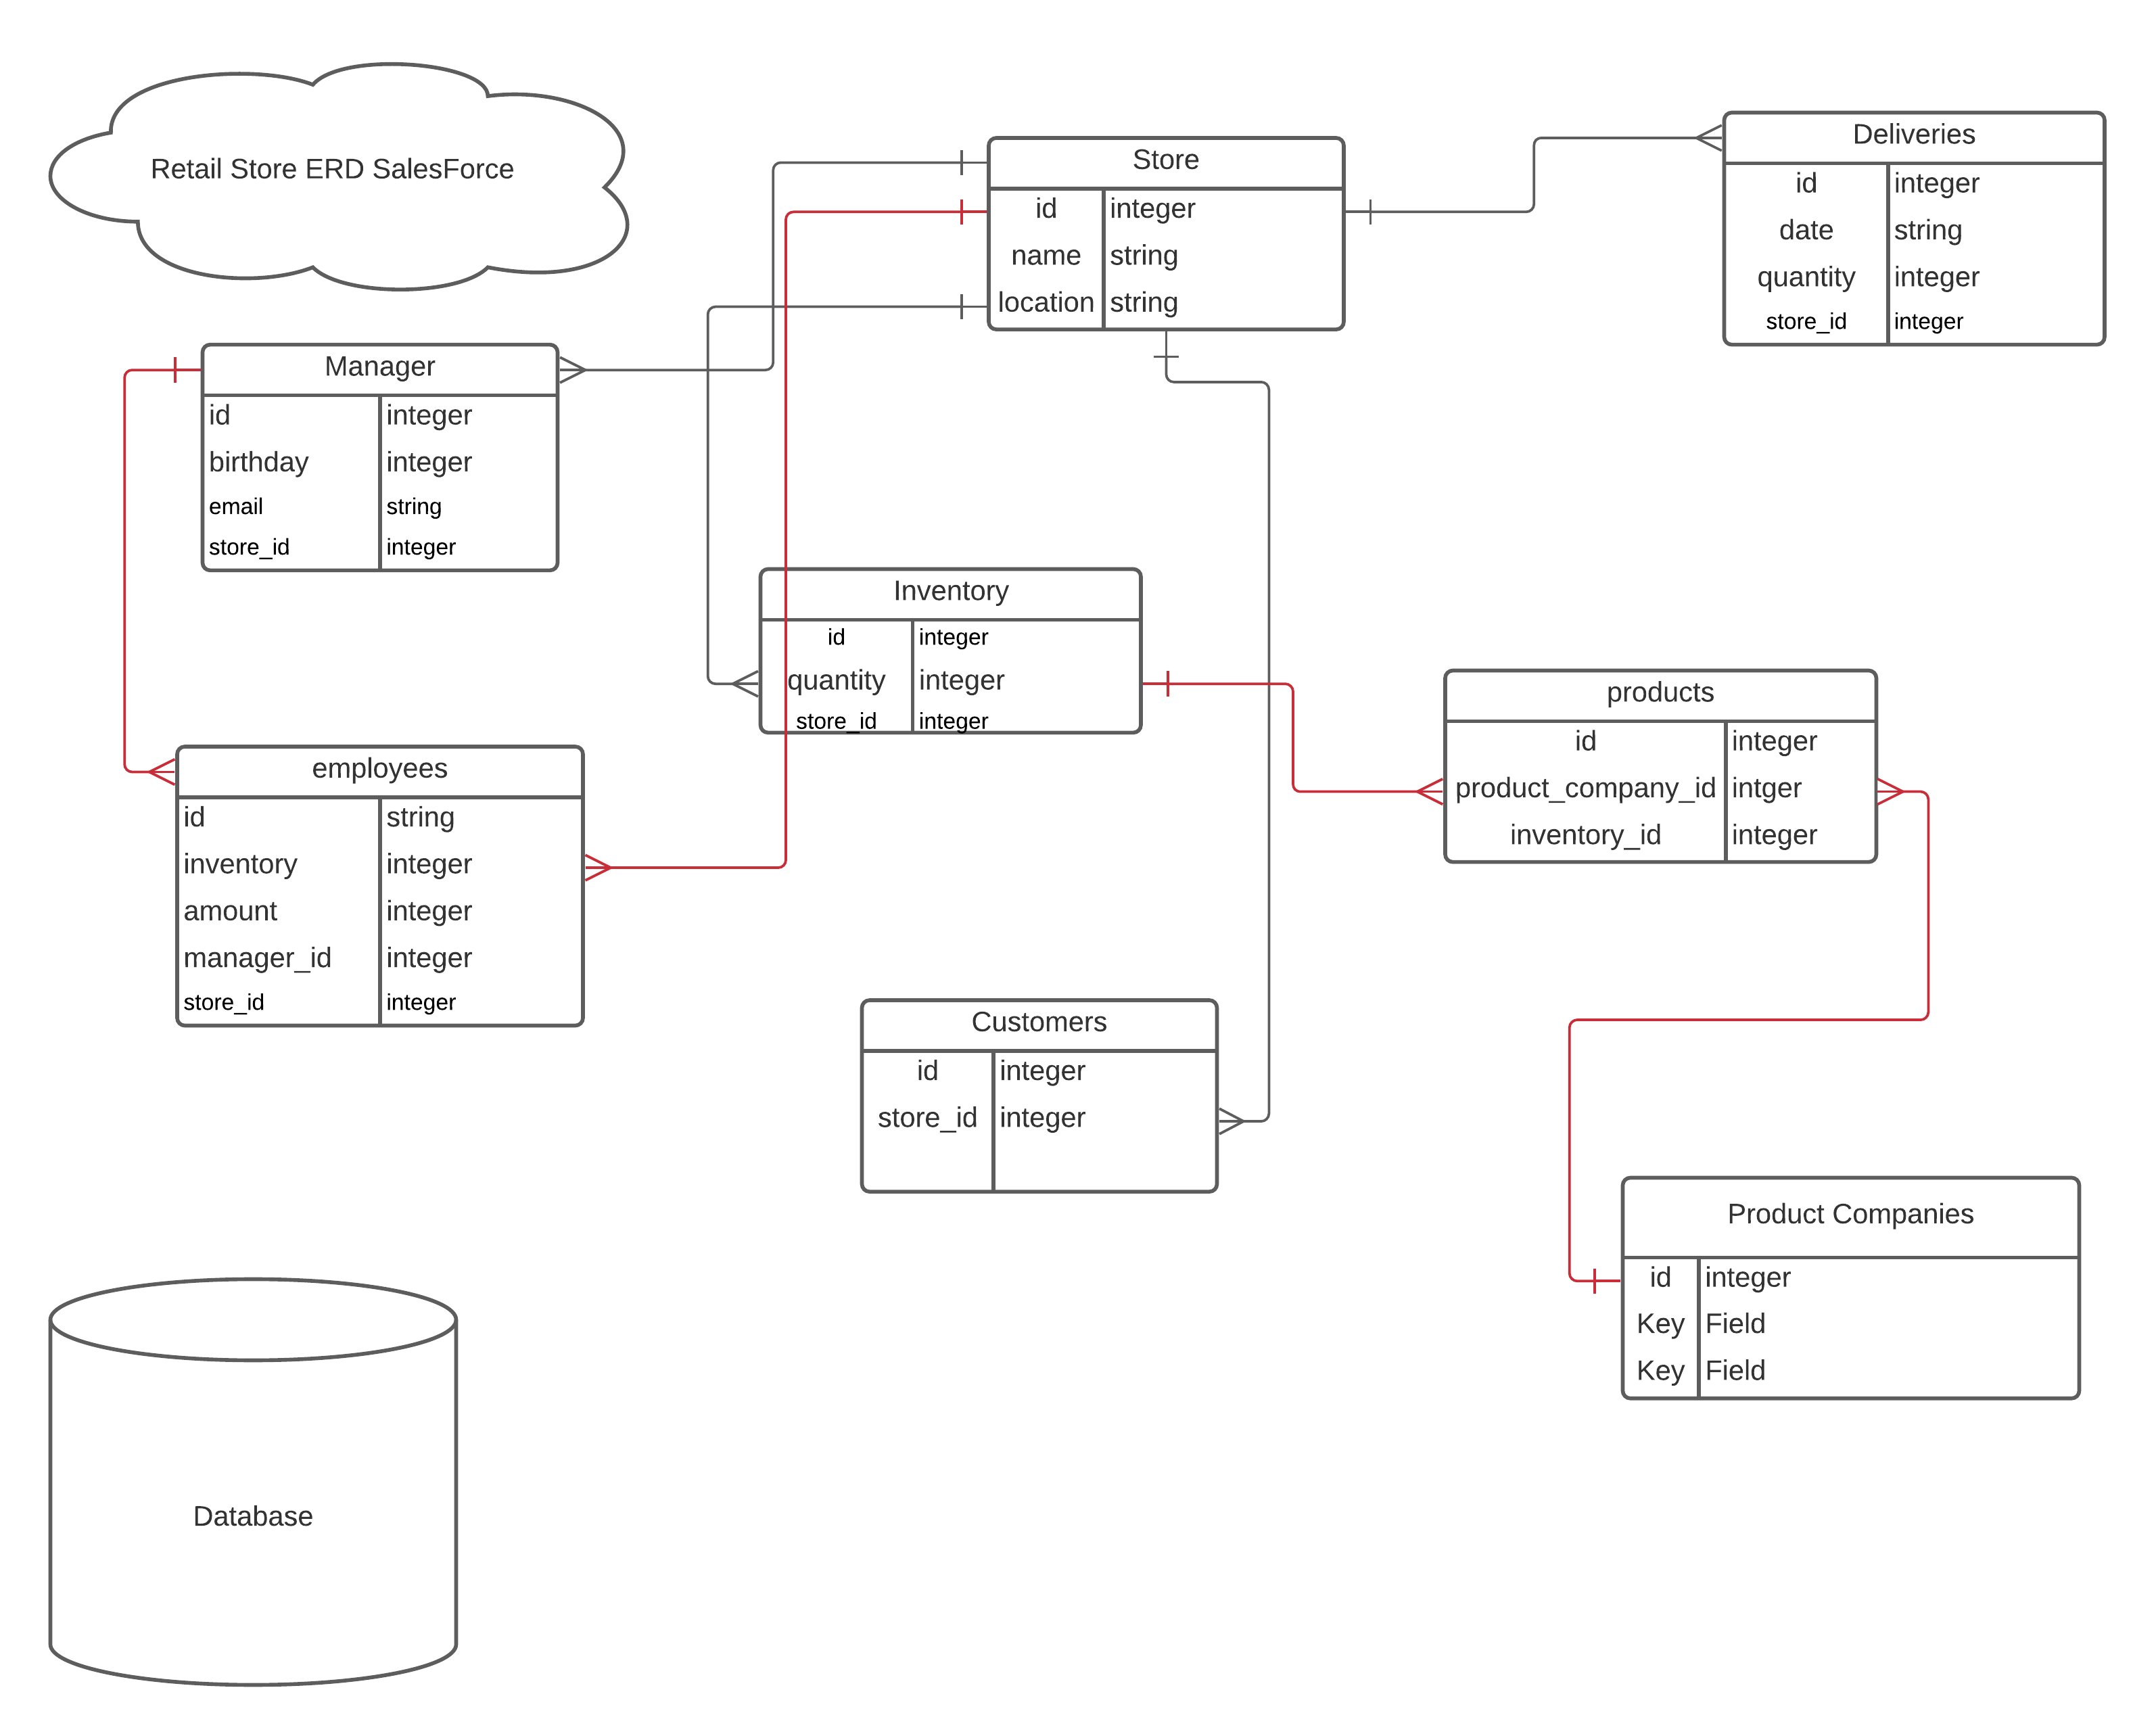 Retail Store ERD SalesForce
Store
id integer
name string
location string
Deliveries
id integer
date string
quantity integer
store_id integer
Manager
id integer
birthday integer
email string
store_id integer
Inventory
id integer
quantity integer
store_id integer
products
id integer
product_company_id intger
inventory_id integer
employees
id string
inventory integer
amount integer
manager_id integer
store_id integer
Customers
id integer
store_id integer
Product Companies
id integer
Key Field
Key Field
Database